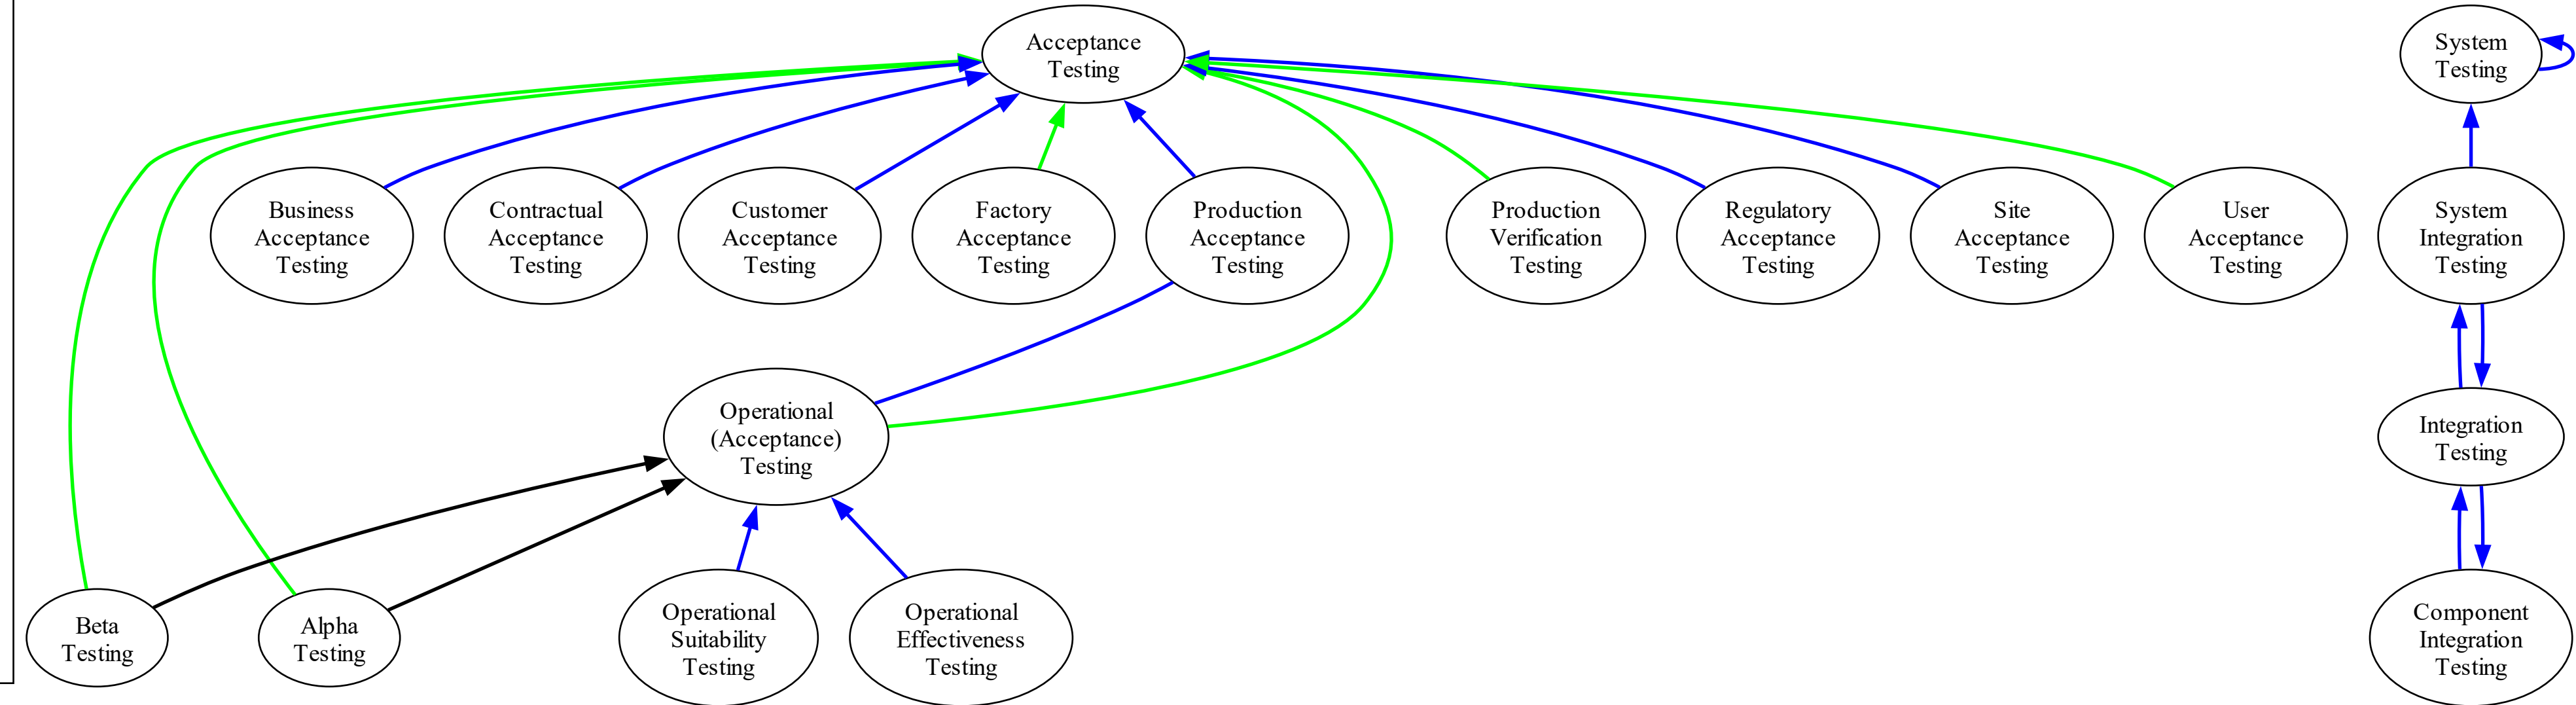 Acceptance
Testing
System
Testing
Business
Acceptance
Testing
Contractual
Acceptance
Testing
Customer
Acceptance
Testing
Factory
Acceptance
Testing
Production
Acceptance
Testing
Production
Verification
Testing
Regulatory
Acceptance
Testing
Site
Acceptance
Testing
User
Acceptance
Testing
System
Integration
Testing
Operational
(Acceptance)
Testing
Integration
Testing
Beta
Testing
Alpha
Testing
Operational
Suitability
Testing
Operational
Effectiveness
Testing
Component
Integration
Testing